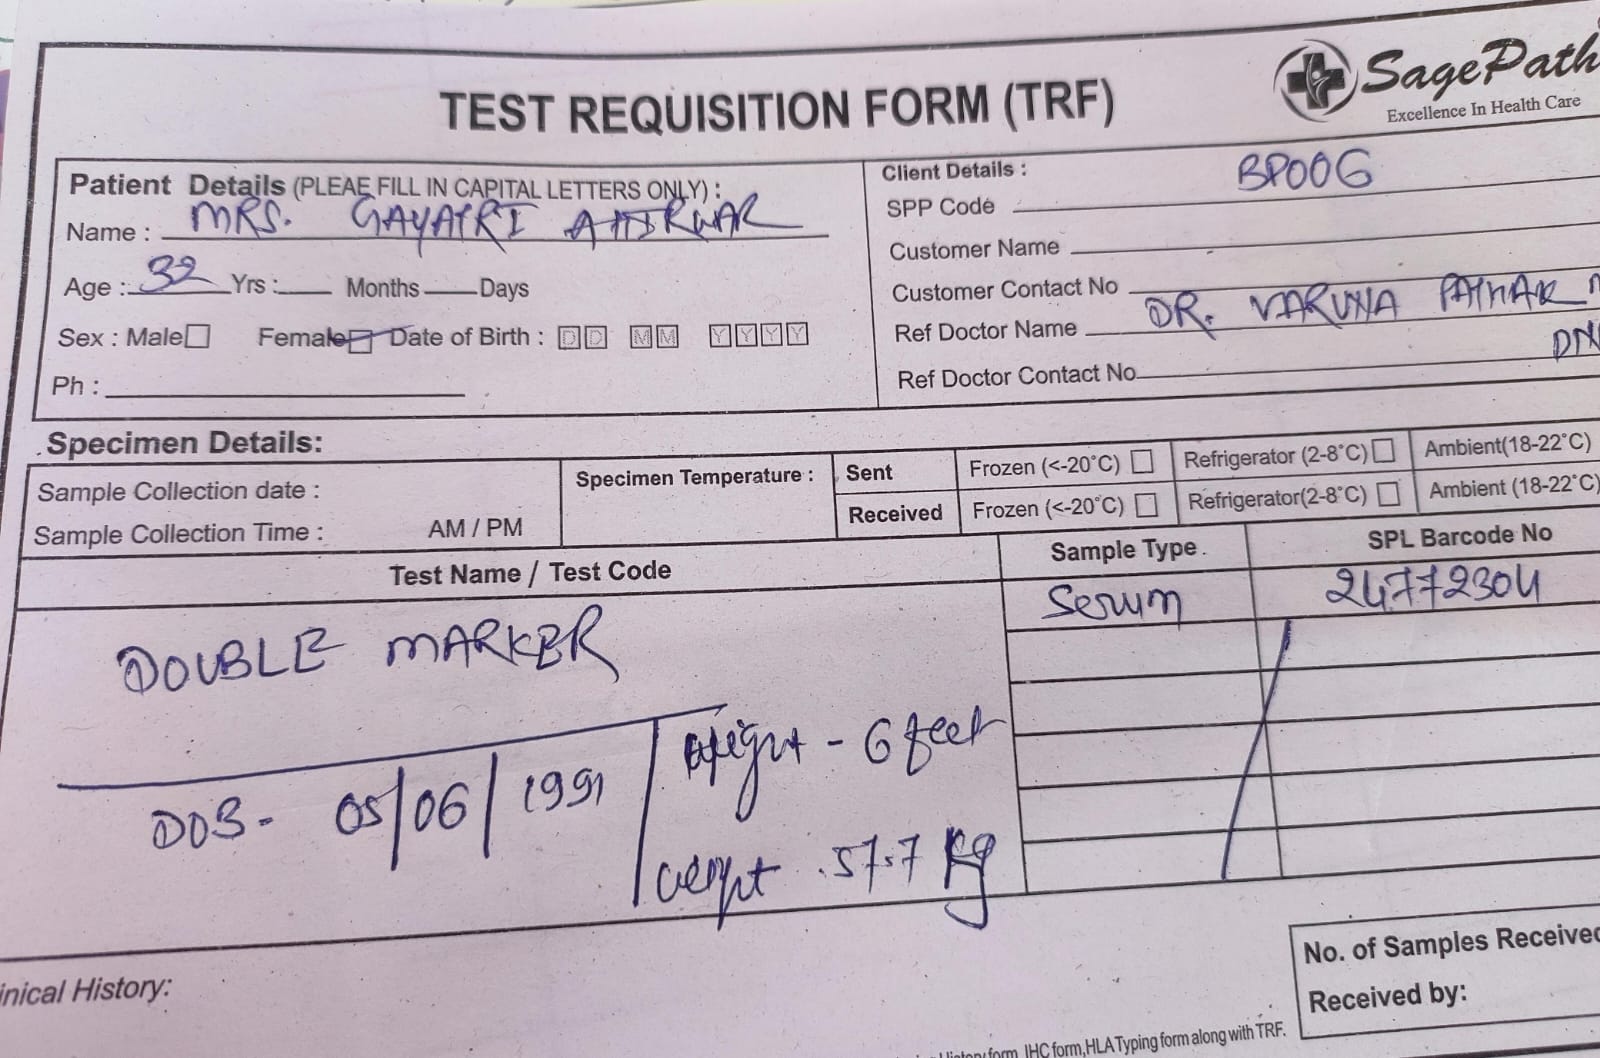 SagePath
Excellence In Health Care
TEST REQUISITION FORM (TRF)
Patient Details (PLEAE FILL IN CAPITAL LETTERS ONLY) :
Name : MRS. GAYATRI AHIRWAR
Age : 32 Yrs : Months Days
Sex : Male Female Date of Birth : DD MM YYYY
Ph :
Client Details :
SPP Code BP00G
Customer Name
Customer Contact No
Ref Doctor Name DR. VARUNA PATHAK
Ref Doctor Contact No
Specimen Details:
Sample Collection date :
Sample Collection Time : AM / PM
Specimen Temperature :
Sent Frozen (<-20°C) Refrigerator (2-8°C) Ambient(18-22°C)
Received Frozen (<-20°C) Refrigerator(2-8°C) Ambient (18-22°C)
Test Name / Test Code Sample Type. SPL Barcode No
Serum 24772304
DOUBLE MARKER
Height - 6 feet
DOB - 05/06/1991
weight 57.7 kg
inical History:
No. of Samples Received
Received by:
form, IHC form,HLA Typing form along with TRF.